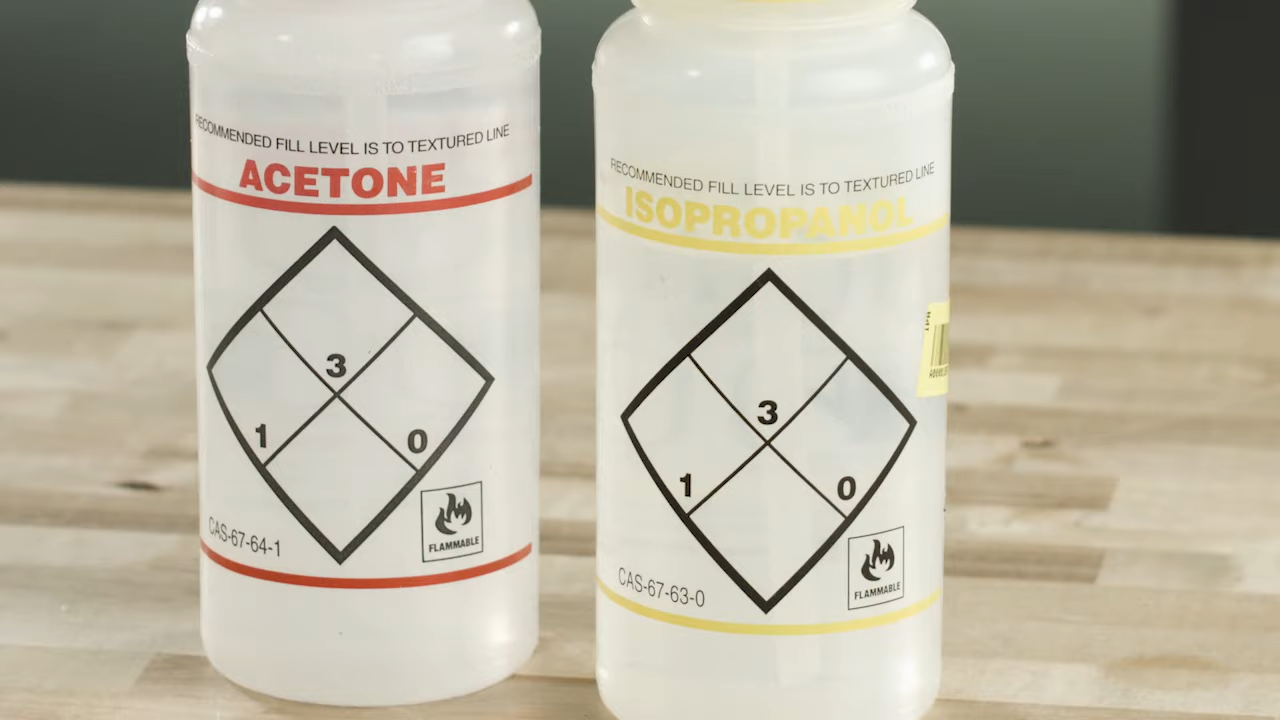 RECOMMENDED FILL LEVEL IS TO TEXTURED LINE
ACETONE
3
1
0
CAS-67-64-1
FLAMMABLE
RECOMMENDED FILL LEVEL IS TO TEXTURED LINE
ISOPROPANOL
3
1
0
CAS-67-63-0
FLAMMABLE